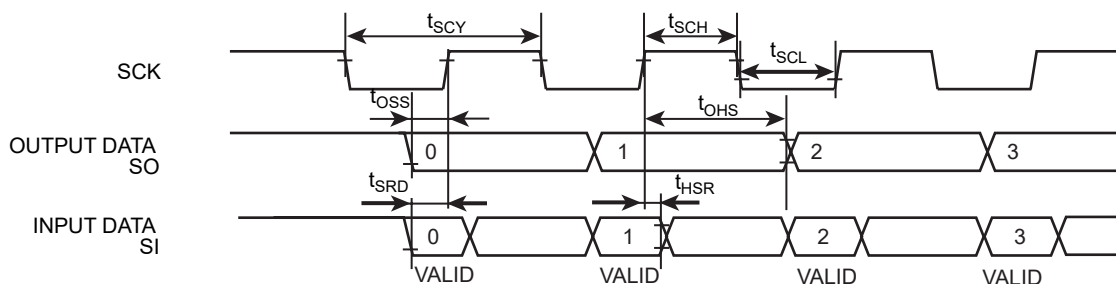 tSCY
tSCH
tSCL
SCK
tOSS
tOHS
OUTPUT DATA
SO
0 1 2 3
tSRD
tHSR
INPUT DATA
SI
0 1 2 3
VALID VALID VALID VALID